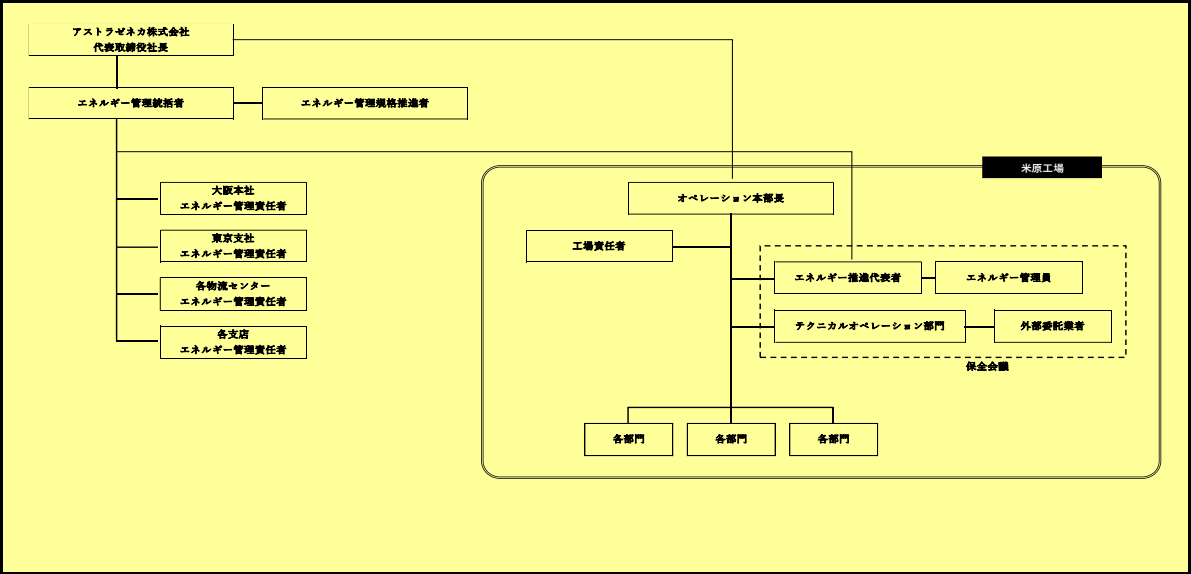 アストラゼネカ株式会社
代表取締役社長
エネルギー管理統括者
エネルギー管理規格推進者
大阪本社
エネルギー管理責任者
東京支社
エネルギー管理責任者
各物流センター
エネルギー管理責任者
各支店
エネルギー管理責任者
米原工場
オペレーション本部長
工場責任者
エネルギー推進代表者
エネルギー管理員
テクニカルオペレーション部門
外部委託業者
保全会議
各部門
各部門
各部門